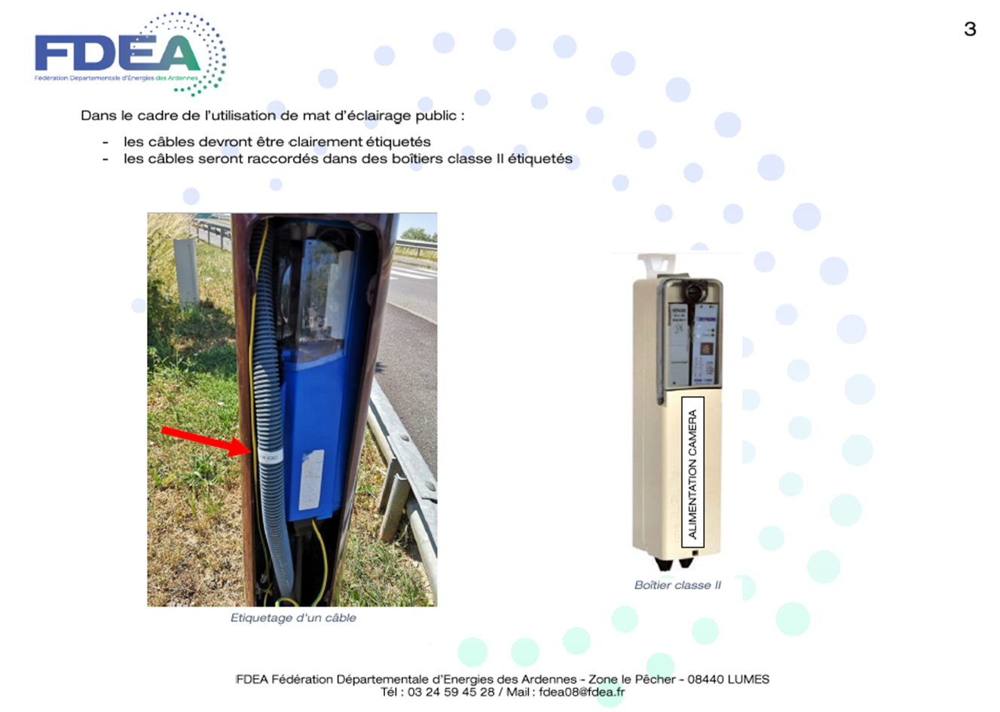 3
FDEA
Fédération Départementale d'Énergies des Ardennes
Dans le cadre de l'utilisation de mat d'éclairage public :
- les câbles devront être clairement étiquetés
- les câbles seront raccordés dans des boîtiers classe II étiquetés
ALIMENTATION CAMERA
Boîtier classe II
Etiquetage d'un câble
FDEA Fédération Départementale d'Energies des Ardennes - Zone le Pêcher - 08440 LUMES
Tél : 03 24 59 45 28 / Mail : fdea08@fdea.fr